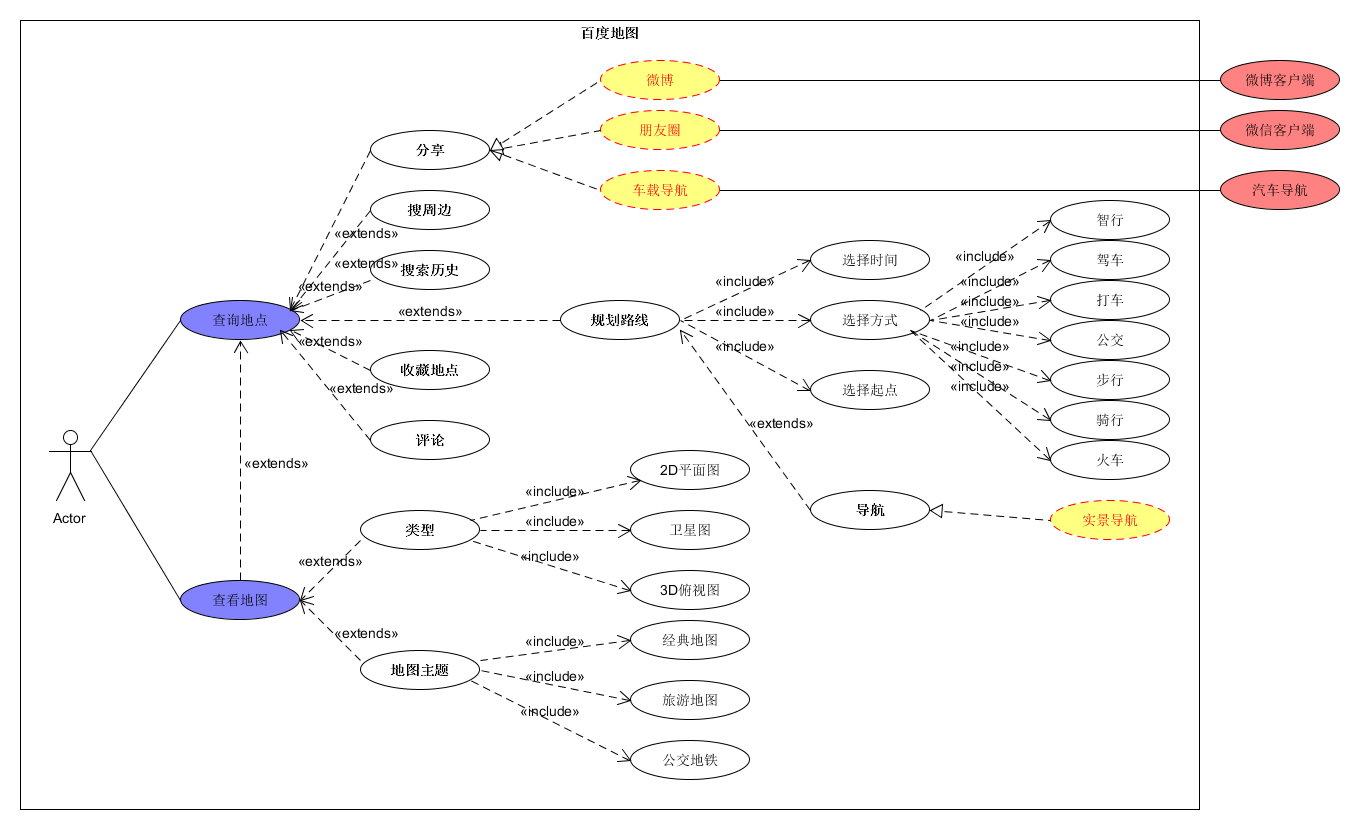 百度地图
微博
微博客户端
朋友圈
微信客户端
分享
车载导航
汽车导航
搜周边
智行
«extends»
«include»
选择时间
驾车
«extends»
搜索历史
«include»
«include»
«extends»
打车
«include»
查询地点
«extends»
规划路线
«include»
选择方式
«include»
公交
«extends»
«include»
«include»
收藏地点
«include»
步行
«extends»
选择起点
«include»
骑行
评论
«extends»
火车
Actor
«extends»
2D平面图
«include»
类型
«include»
卫星图
导航
实景导航
«extends»
«include»
3D俯视图
查看地图
«extends»
«include»
经典地图
地图主题
«include»
旅游地图
«include»
公交地铁